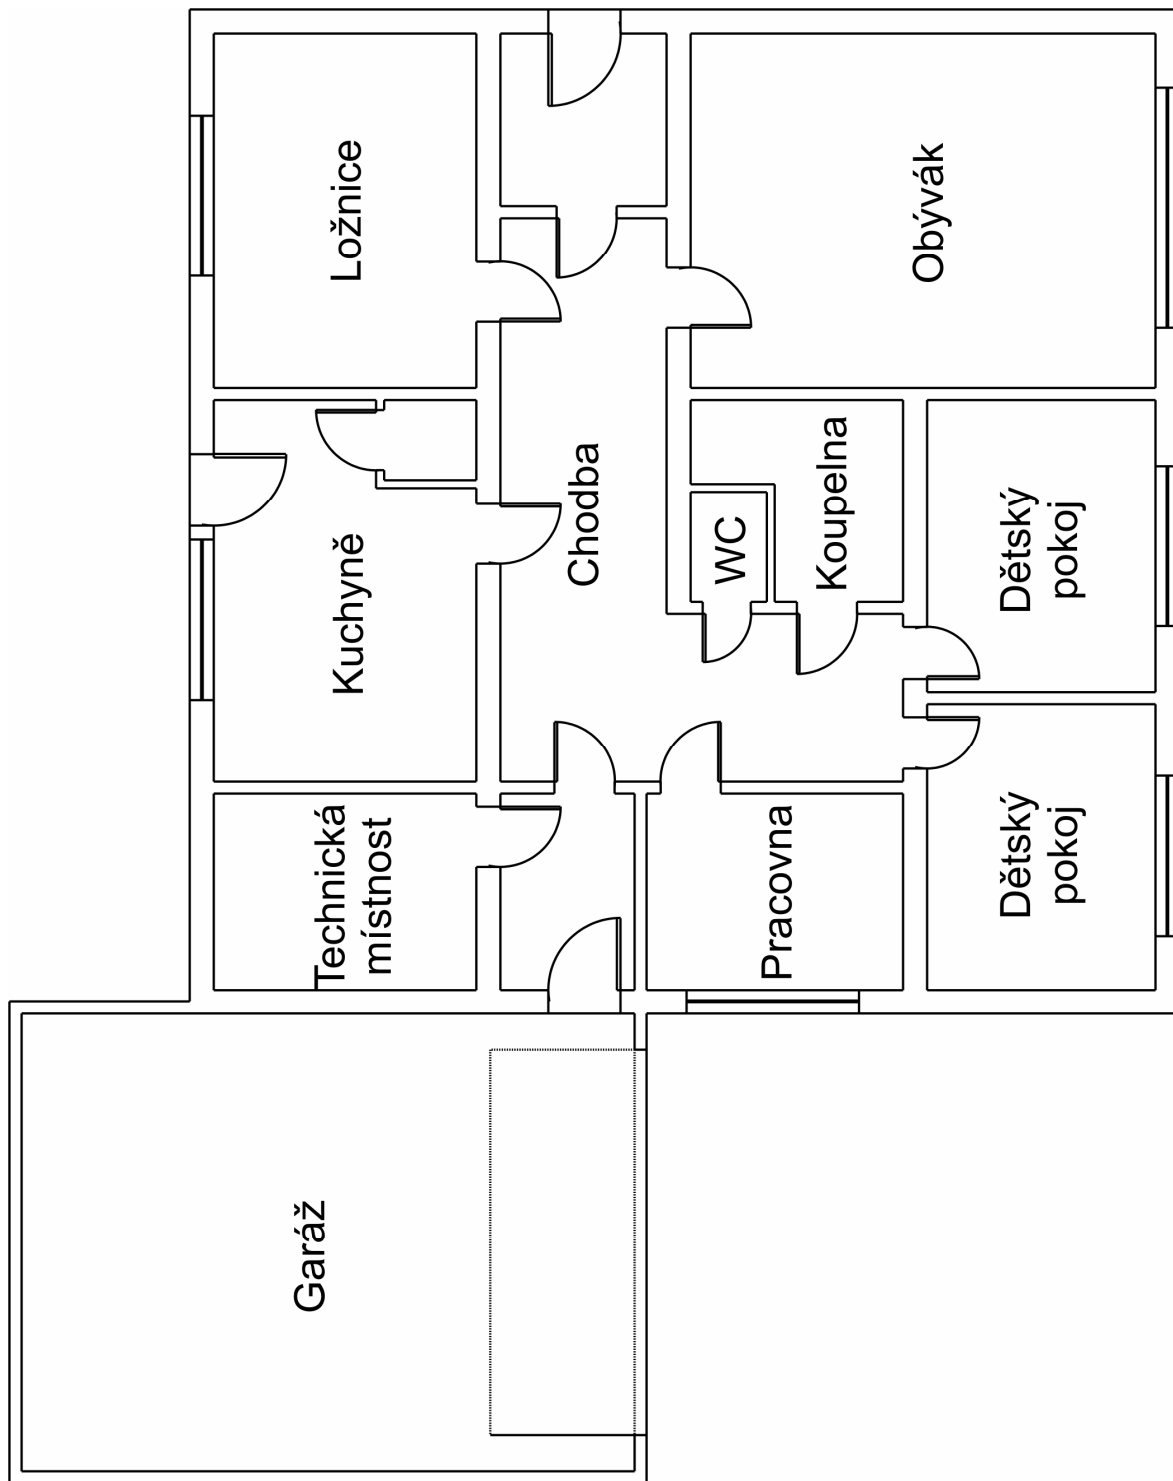 Ložnice
Obývák
Kuchyně
Chodba
WC
Koupelna
Dětský
pokoj
Technická
místnost
Pracovna
Dětský
pokoj
Garáž